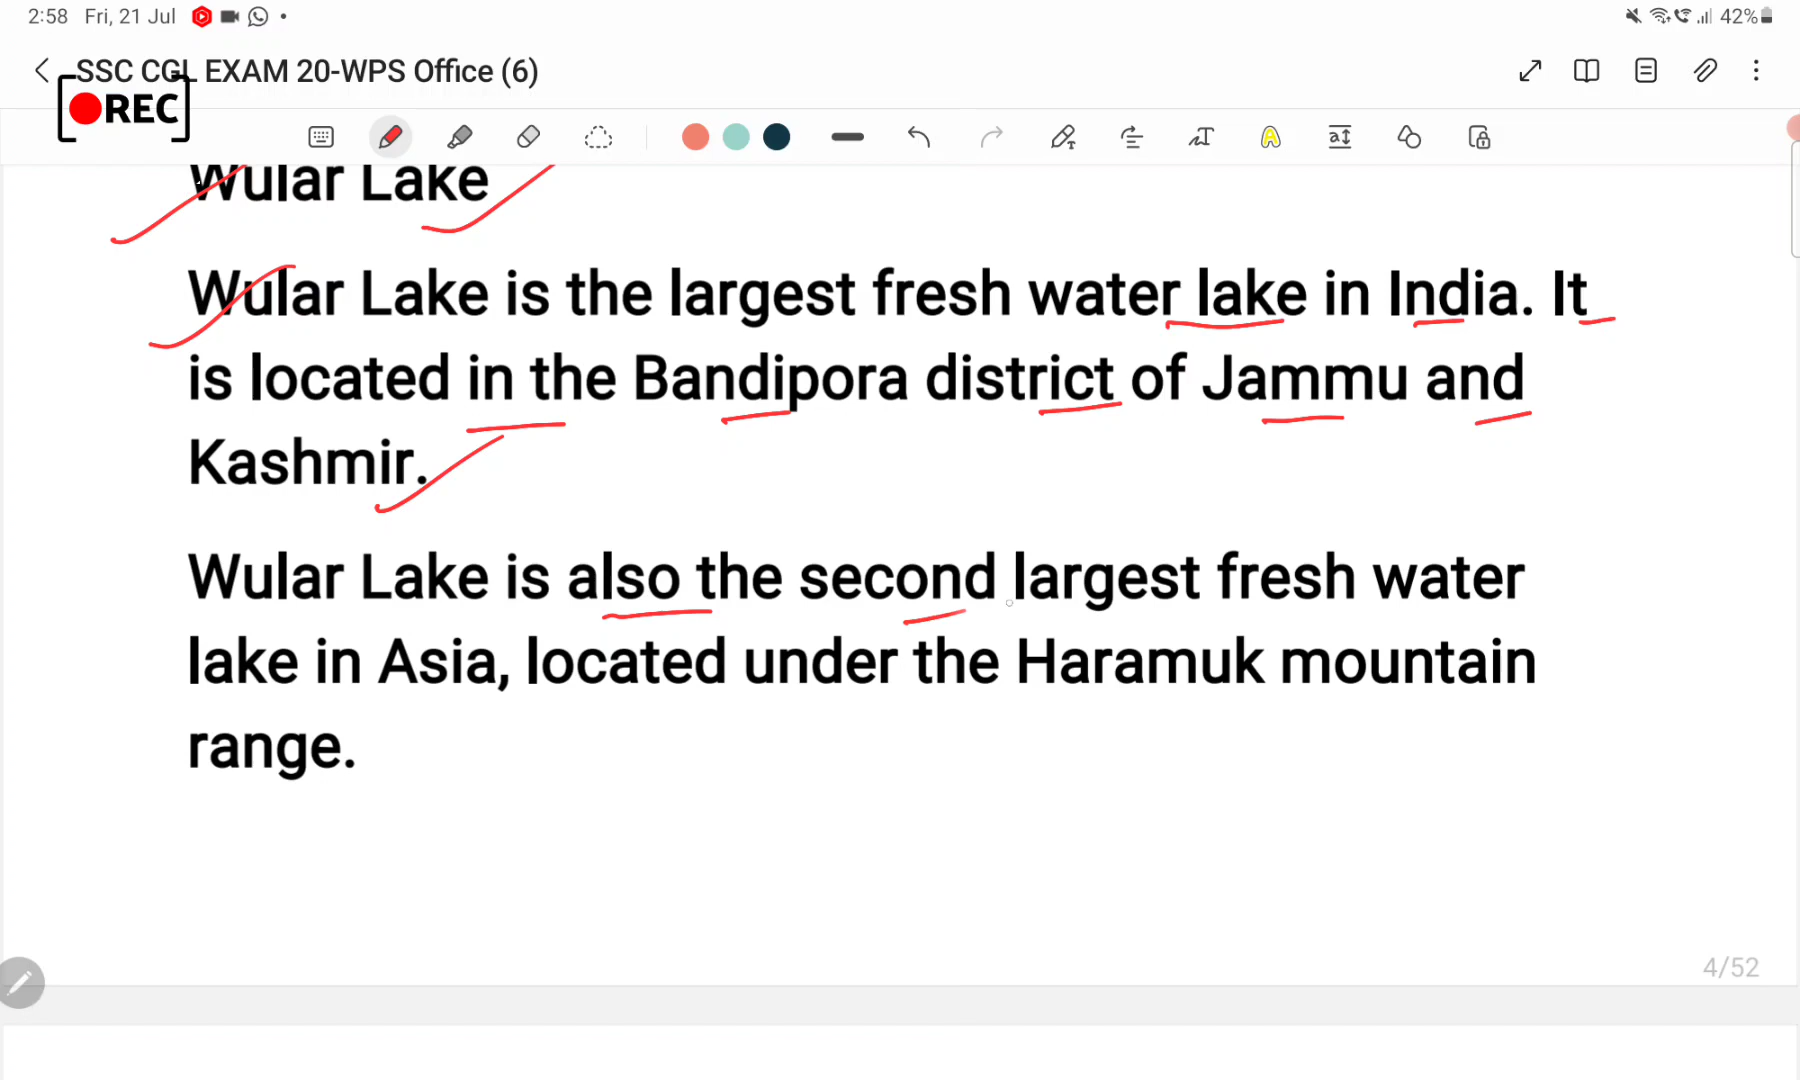 2:58 Fri, 21 Jul 42%
SSC CGL EXAM 20-WPS Office (6)
REC
Wular Lake
Wular Lake is the largest fresh water lake in India. It
is located in the Bandipora district of Jammu and
Kashmir.
Wular Lake is also the second largest fresh water
lake in Asia, located under the Haramuk mountain
range.
4/52